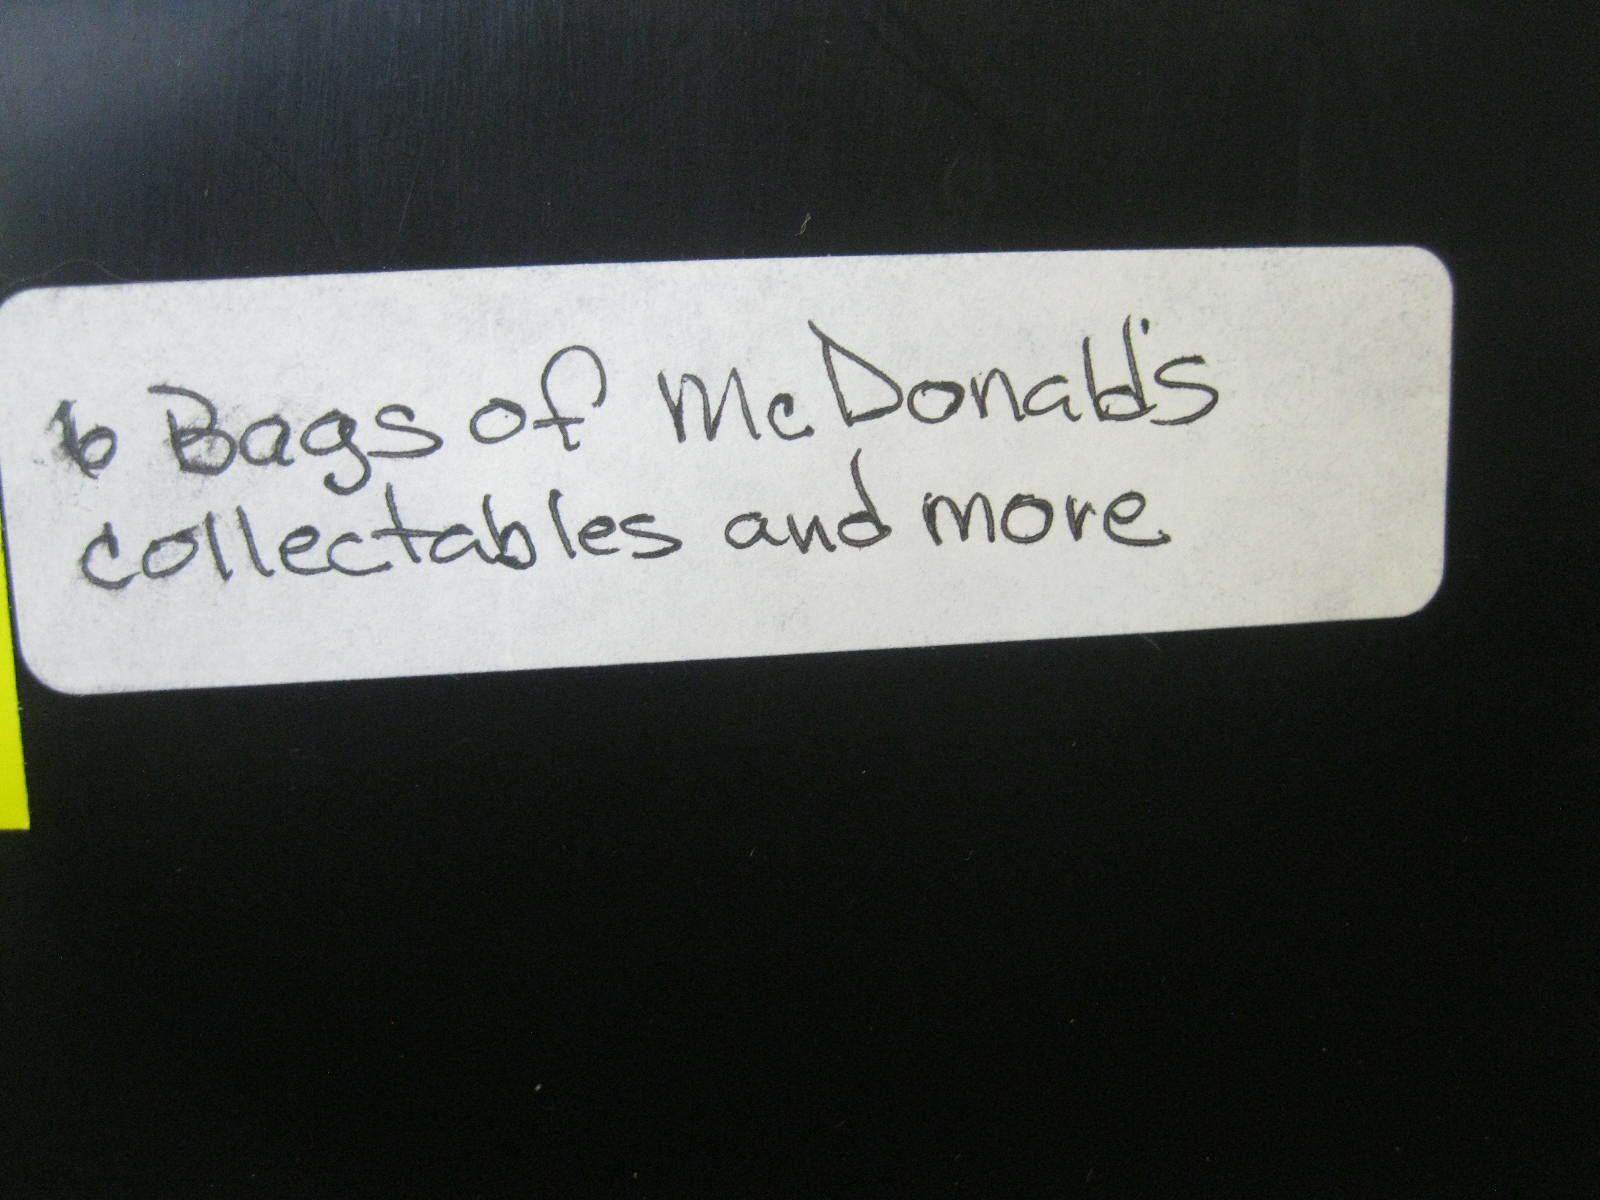 6 Bags of McDonald's
collectables and more